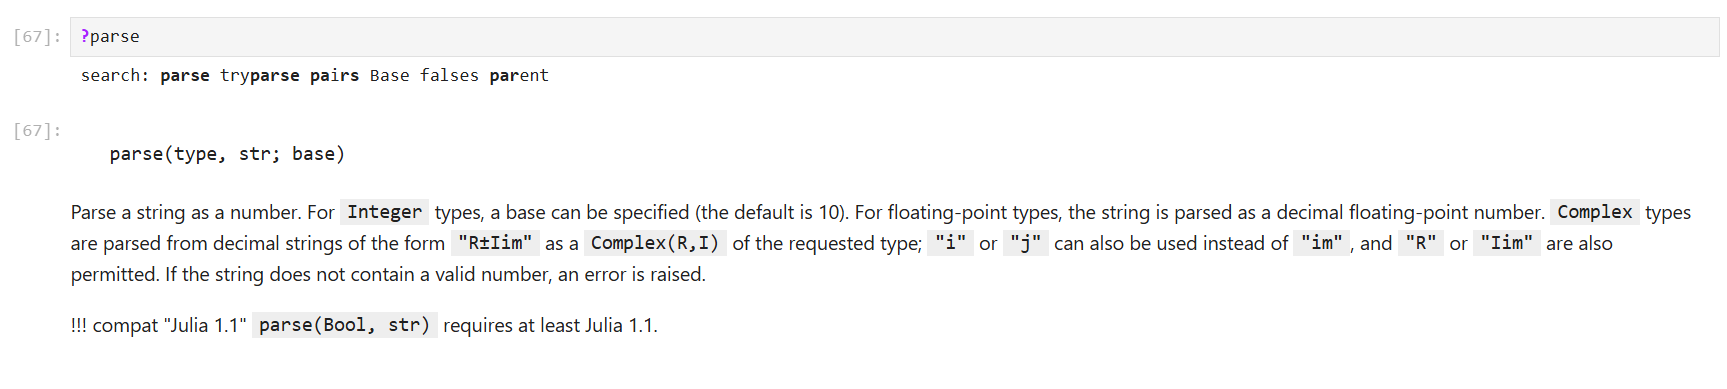 [67]: ?parse
search: parse tryparse pairs Base falses parent
[67]:
parse(type, str; base)
Parse a string as a number. For Integer types, a base can be specified (the default is 10). For floating-point types, the string is parsed as a decimal floating-point number. Complex types
are parsed from decimal strings of the form "R±Iim" as a Complex(R,I) of the requested type; "i" or "j" can also be used instead of "im", and "R" or "Iim" are also
permitted. If the string does not contain a valid number, an error is raised.
!!! compat "Julia 1.1" parse(Bool, str) requires at least Julia 1.1.